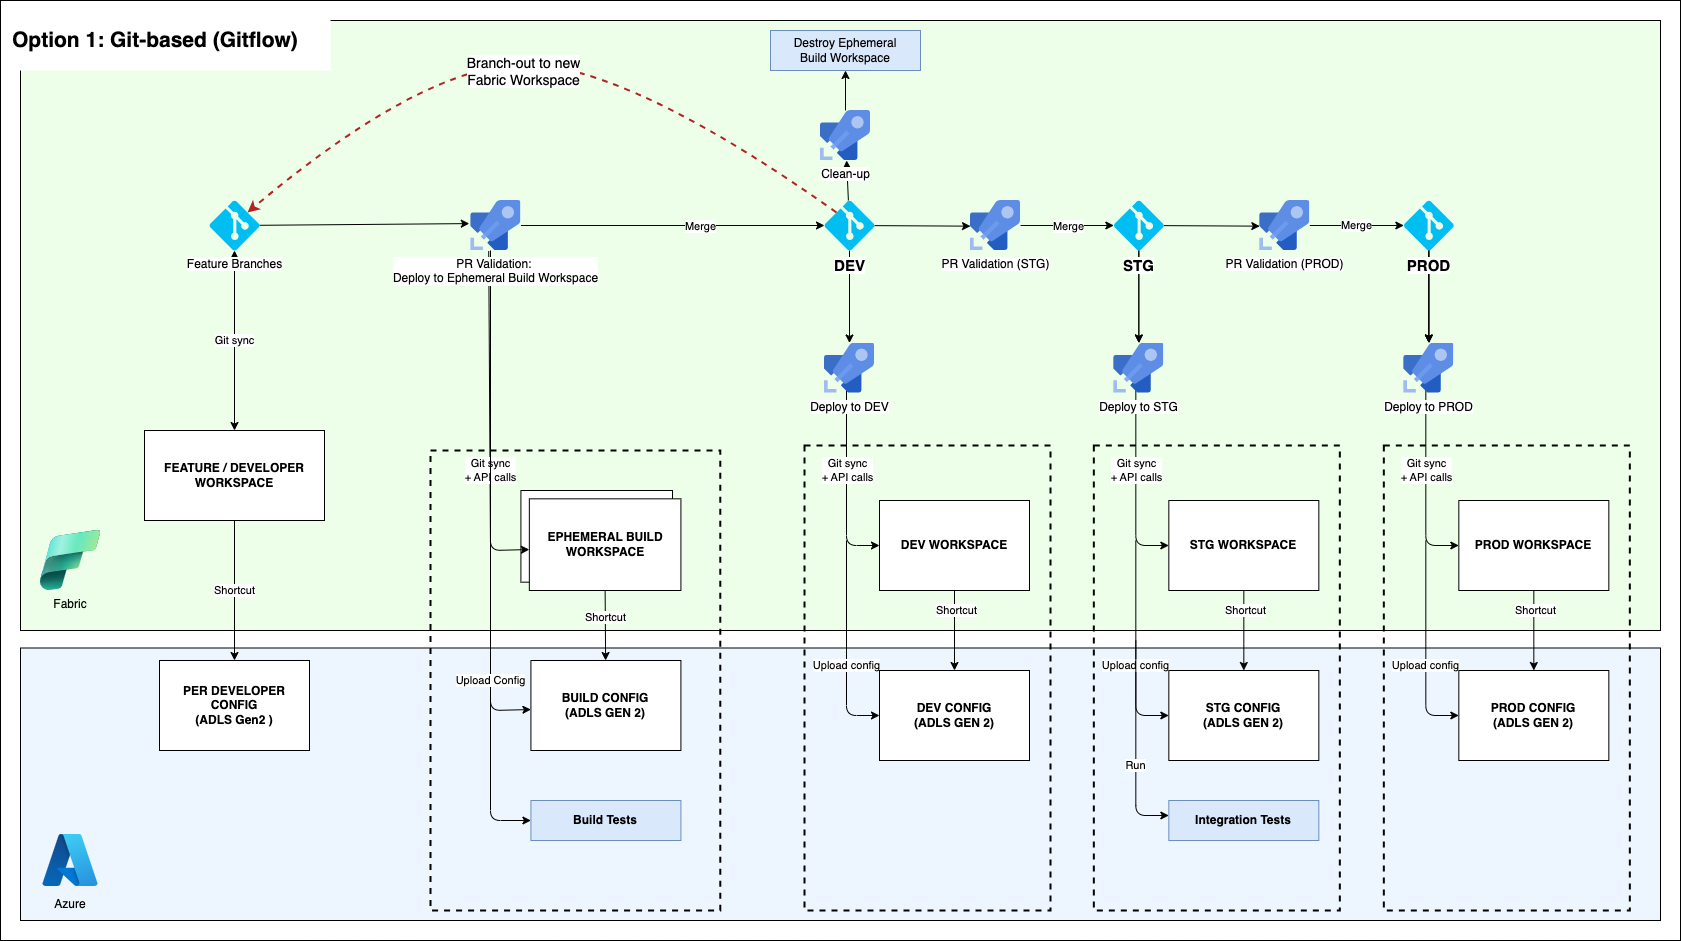 Option 1: Git-based (Gitflow)
Destroy Ephemeral
Build Workspace
Branch-out to new
Fabric Workspace
Clean-up
Merge
Merge
Merge
Feature Branches
PR Validation:
Deploy to Ephemeral Build Workspace
DEV
PR Validation (STG)
STG
PR Validation (PROD)
PROD
Git sync
Deploy to DEV
Deploy to STG
Deploy to PROD
FEATURE / DEVELOPER
WORKSPACE
Git sync
+ API calls
Git sync
+ API calls
Git sync
+ API calls
Git sync
+ API calls
EPHEMERAL BUILD
WORKSPACE
DEV WORKSPACE
STG WORKSPACE
PROD WORKSPACE
Fabric
Shortcut
Shortcut
Shortcut
Shortcut
Shortcut
PER DEVELOPER
CONFIG
(ADLS Gen2 )
Upload Config
BUILD CONFIG
(ADLS GEN 2)
Upload config
DEV CONFIG
(ADLS GEN 2)
Upload config
STG CONFIG
(ADLS GEN 2)
Upload config
PROD CONFIG
(ADLS GEN 2)
Run
Build Tests
Integration Tests
Azure